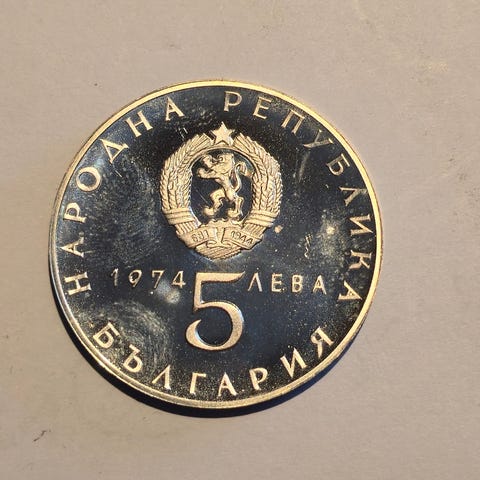 НАРОДНА РЕПУБЛИКА
681 1944
1974 5 ЛЕВА
БЪЛГАРИЯ